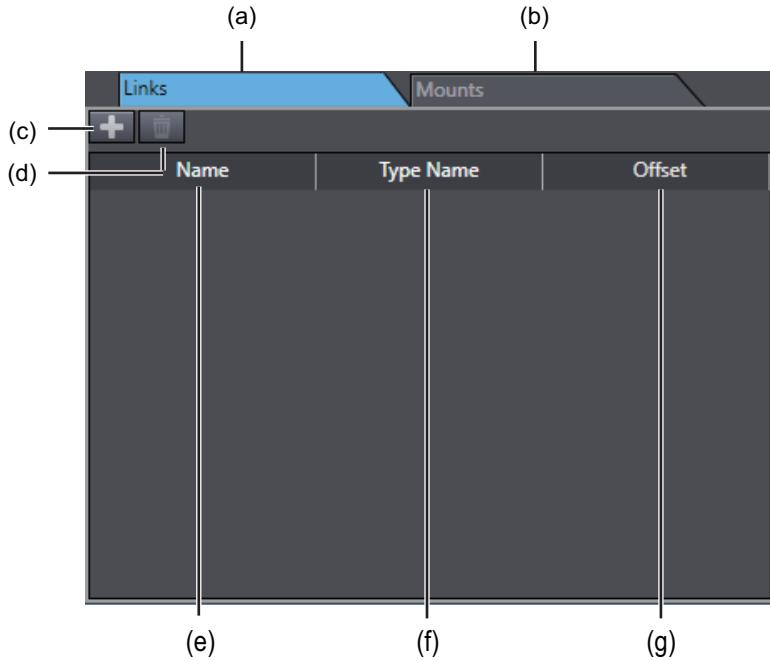 (a) (b)
Links Mounts
(c)
(d)
Name Type Name Offset
(e) (f) (g)